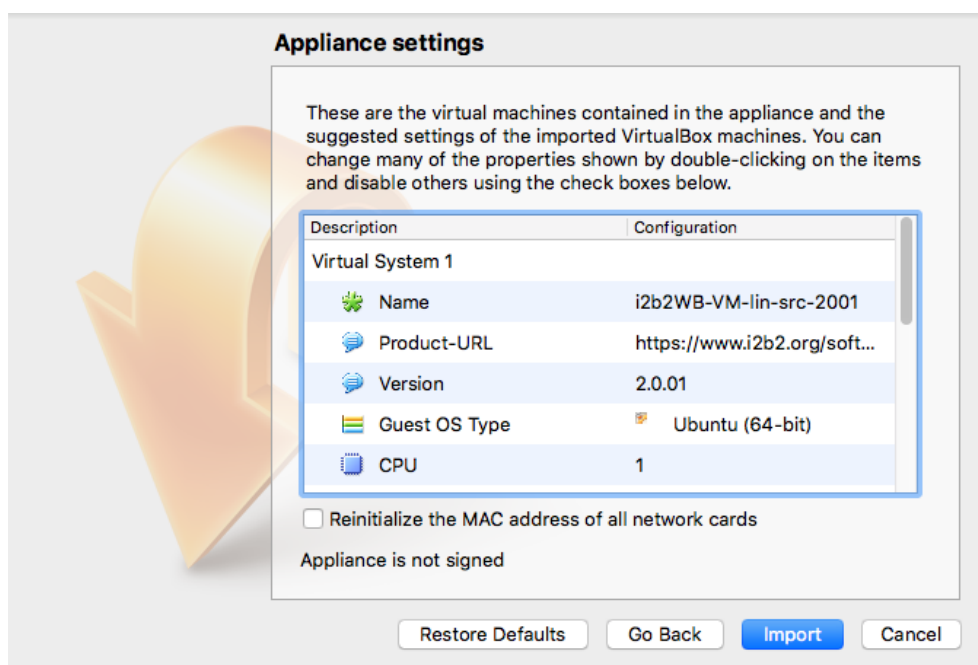 Appliance settings
These are the virtual machines contained in the appliance and the
suggested settings of the imported VirtualBox machines. You can
change many of the properties shown by double-clicking on the items
and disable others using the check boxes below.
Description Configuration
Virtual System 1
Name i2b2WB-VM-lin-src-2001
Product-URL https://www.i2b2.org/soft...
Version 2.0.01
Guest OS Type Ubuntu (64-bit)
CPU 1
Reinitialize the MAC address of all network cards
Appliance is not signed
Restore Defaults Go Back Import Cancel